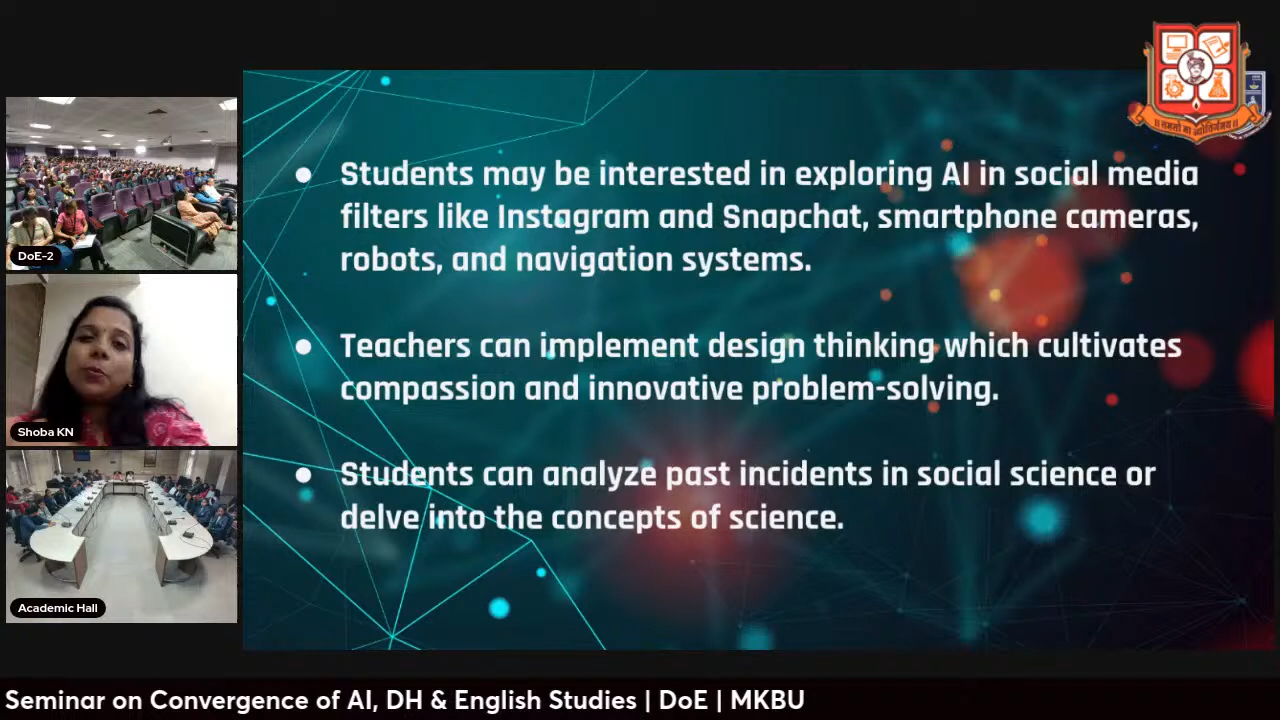 DoE-2
Shoba KN
Academic Hall
• Students may be interested in exploring AI in social media
filters like Instagram and Snapchat, smartphone cameras,
robots, and navigation systems.
• Teachers can implement design thinking which cultivates
compassion and innovative problem-solving.
• Students can analyze past incidents in social science or
delve into the concepts of science.
Seminar on Convergence of AI, DH & English Studies | DoE | MKBU